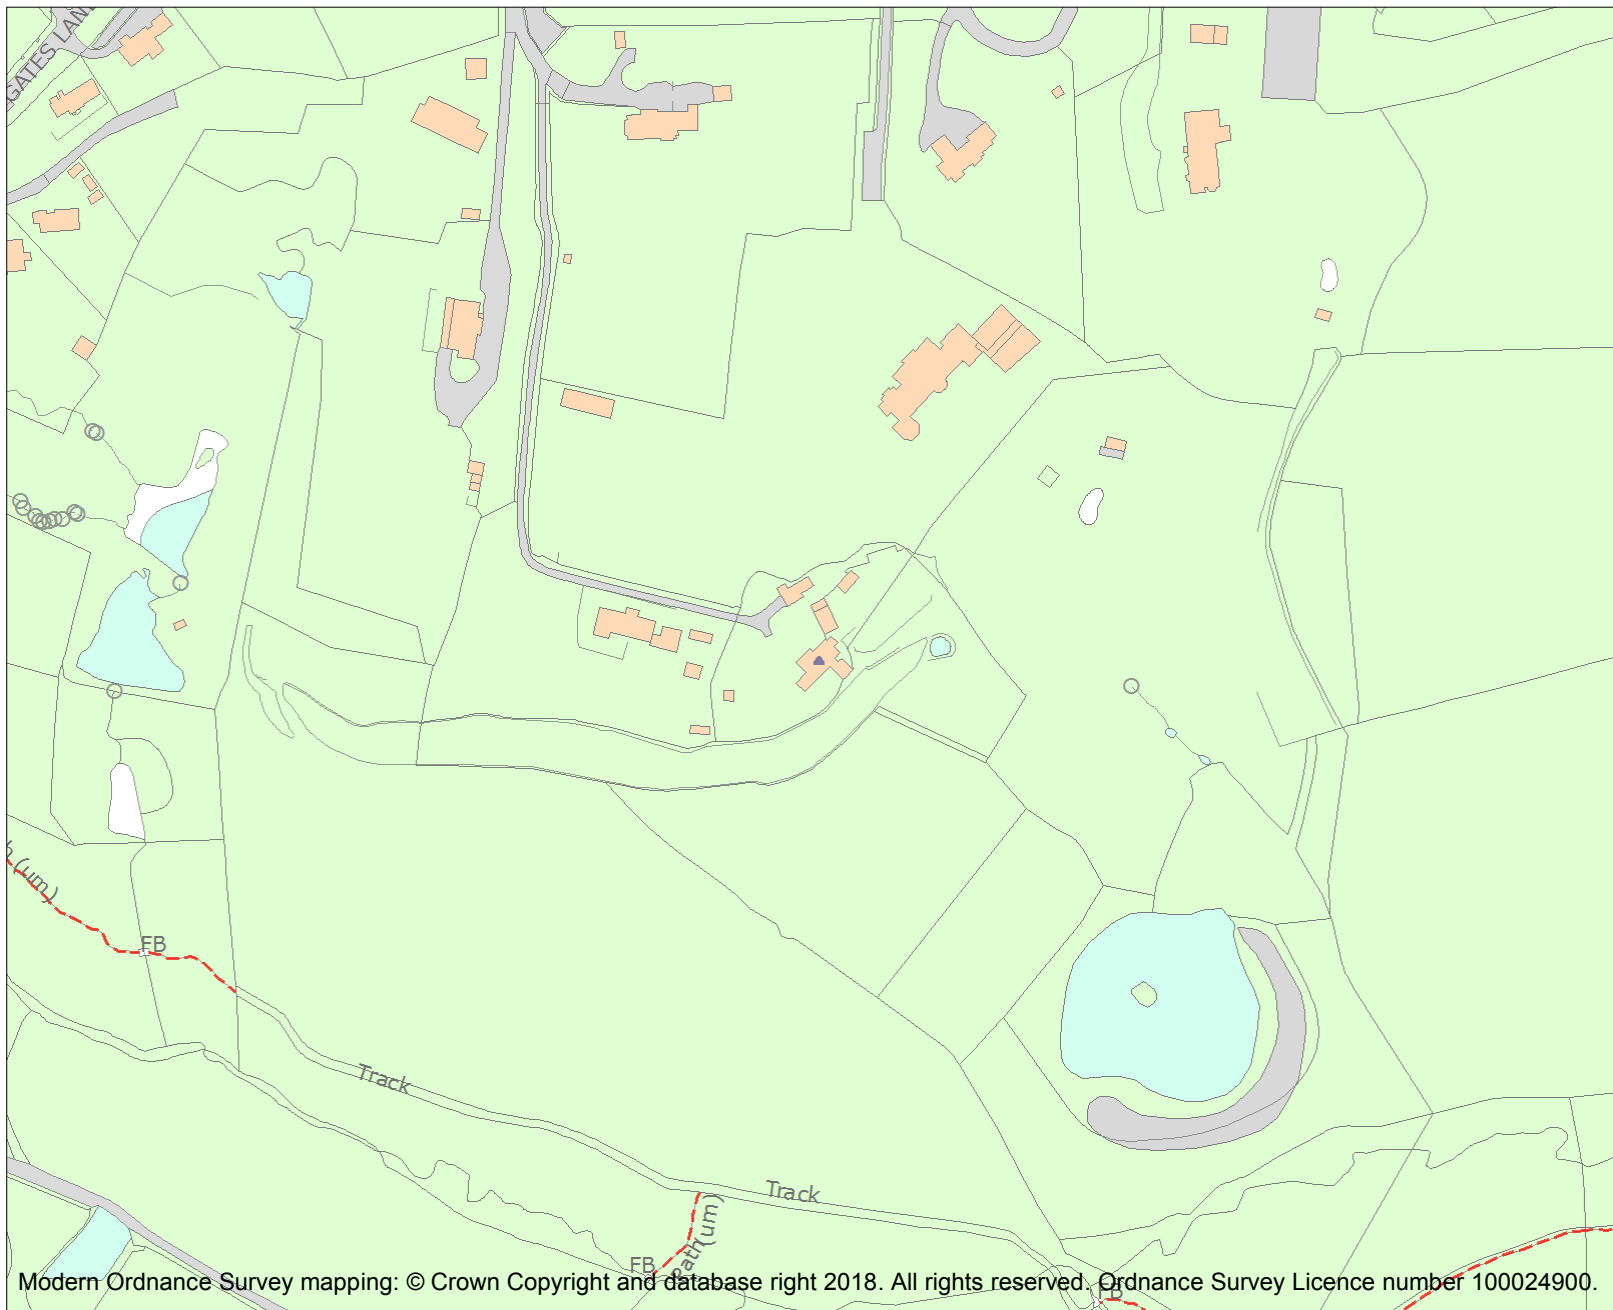 GATES LANE
h (um)
FB
Track
Track
Path (um)
FB
FB
Modern Ordnance Survey mapping: © Crown Copyright and database right 2018. All rights reserved. Ordnance Survey Licence number 100024900.